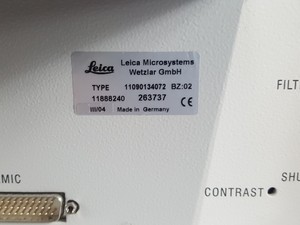 Leica Leica Microsystems
Wetzlar GmbH
TYPE 11090134072 BZ:02
11888240 263737
III/04 Made in Germany
FILT
MIC
SHU
CONTRAST